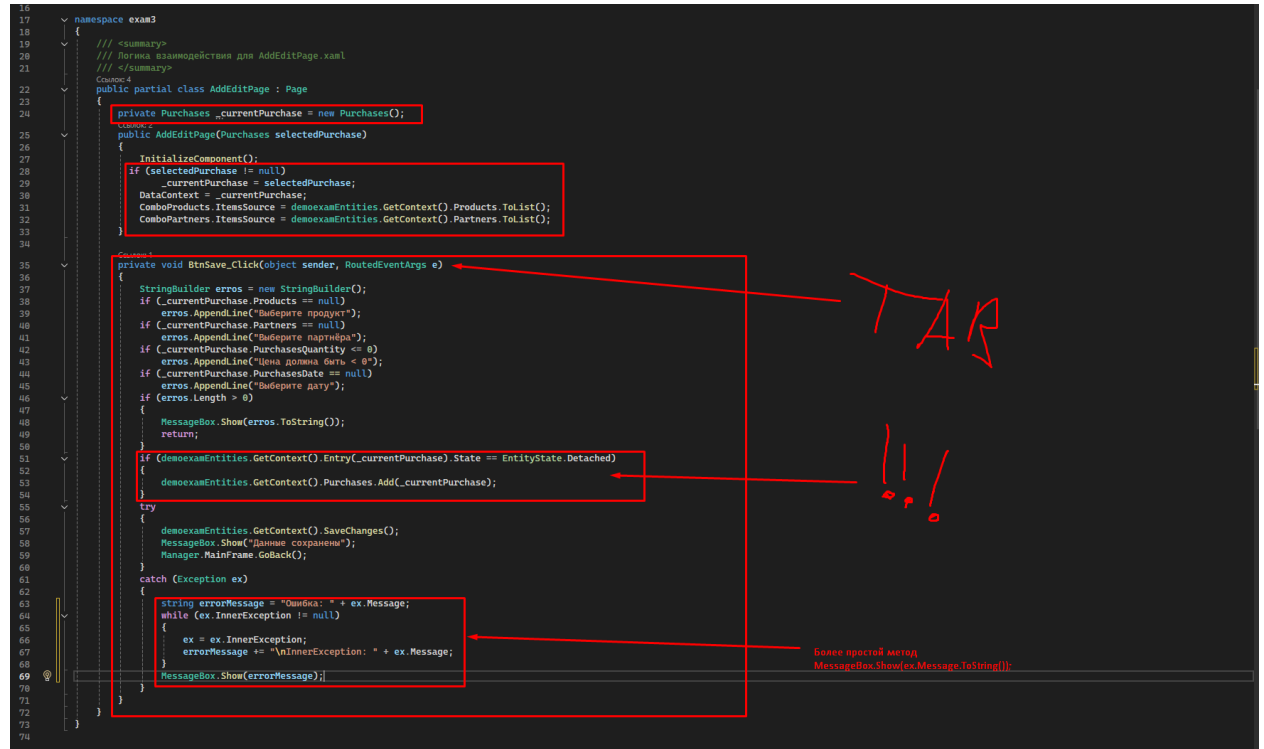 16
17 namespace exam3
18 {
19 /// <summary>
20 /// Логика взаимодействия для AddEditPage.xaml
21 /// </summary>
Ссылок: 4
22 public partial class AddEditPage : Page
23 {
24 private Purchases _currentPurchase = new Purchases();
Ссылок: 2
25 public AddEditPage(Purchases selectedPurchase)
26 {
27 InitializeComponent();
28 if (selectedPurchase != null)
29 _currentPurchase = selectedPurchase;
30 DataContext = _currentPurchase;
31 ComboProducts.ItemsSource = demoexamEntities.GetContext().Products.ToList();
32 ComboPartners.ItemsSource = demoexamEntities.GetContext().Partners.ToList();
33 }
34
Ссылок: 1
35 private void BtnSave_Click(object sender, RoutedEventArgs e)
36 {
37 StringBuilder erros = new StringBuilder();
38 if (_currentPurchase.Products == null)
39 erros.AppendLine("Выберите продукт");
40 if (_currentPurchase.Partners == null)
41 erros.AppendLine("Выберите партнёра");
42 if (_currentPurchase.PurchasesQuantity <= 0)
43 erros.AppendLine("Цена должна быть < 0");
44 if (_currentPurchase.PurchasesDate == null)
45 erros.AppendLine("Выберите дату");
46 if (erros.Length > 0)
47 {
48 MessageBox.Show(erros.ToString());
49 return;
50 }
51 if (demoexamEntities.GetContext().Entry(_currentPurchase).State == EntityState.Detached)
52 {
53 demoexamEntities.GetContext().Purchases.Add(_currentPurchase);
54 }
55 try
56 {
57 demoexamEntities.GetContext().SaveChanges();
58 MessageBox.Show("Данные сохранены");
59 Manager.MainFrame.GoBack();
60 }
61 catch (Exception ex)
62 {
63 string errorMessage = "Ошибка: " + ex.Message;
64 while (ex.InnerException != null)
65 {
66 ex = ex.InnerException;
67 errorMessage += "\nInnerException: " + ex.Message;
68 }
69 MessageBox.Show(errorMessage);
70 }
71 }
72 }
73 }
74
!!!
Более простой метод
MessageBox.Show(ex.Message.ToString());